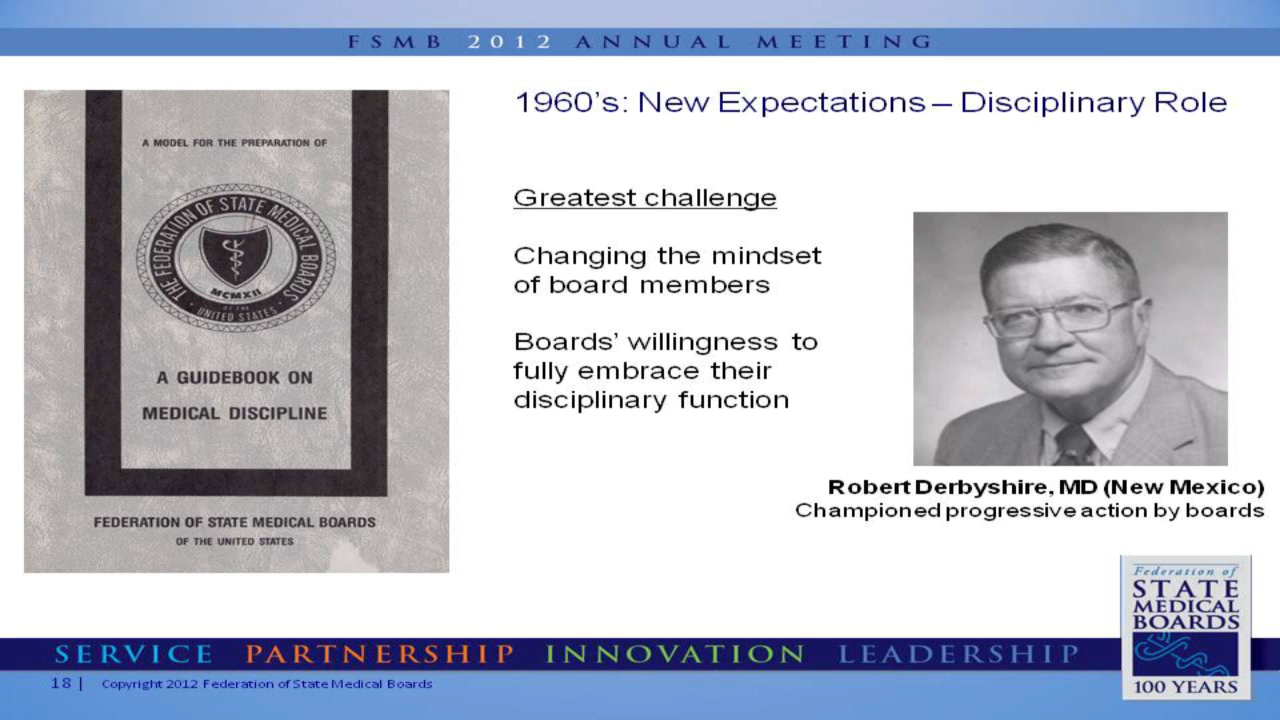 FSMB 2012 ANNUAL MEETING
1960's: New Expectations – Disciplinary Role
A MODEL FOR THE PREPARATION OF
THE FEDERATION OF STATE MEDICAL BOARDS
MCMXII
OF THE
UNITED STATES
A GUIDEBOOK ON
MEDICAL DISCIPLINE
FEDERATION OF STATE MEDICAL BOARDS
OF THE UNITED STATES
Greatest challenge
Changing the mindset
of board members
Boards' willingness to
fully embrace their
disciplinary function
Robert Derbyshire, MD (New Mexico)
Championed progressive action by boards
Federation of
STATE
MEDICAL
BOARDS
100 YEARS
SERVICE PARTNERSHIP INNOVATION LEADERSHIP
18 | Copyright 2012 Federation of State Medical Boards